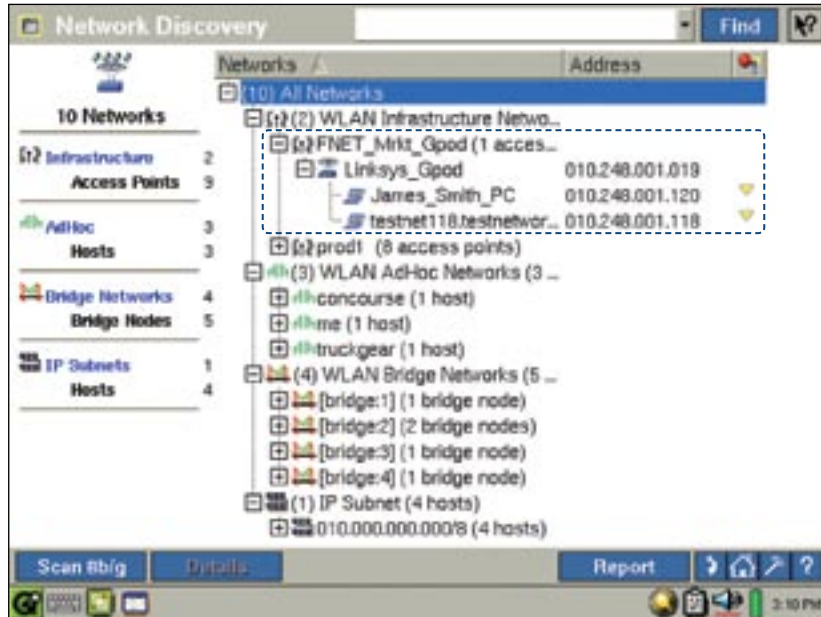 Network Discovery
Find
10 Networks
Infrastructure 2
Access Points 9
AdHoc 3
Hosts 3
Bridge Networks 4
Bridge Nodes 5
IP Subnets 1
Hosts 4
Networks Address
(10) All Networks
(2) WLAN Infrastructure Netwo...
FNET_Mrkt_Gpod (1 acces...
Linksys_Gpod 010.248.001.019
James_Smith_PC 010.248.001.120
testnet118.testnetwor... 010.248.001.118
prod1 (8 access points)
(3) WLAN AdHoc Networks (3 ...
concourse (1 host)
me (1 host)
truckgear (1 host)
(4) WLAN Bridge Networks (5 ...
[bridge:1] (1 bridge node)
[bridge:2] (2 bridge nodes)
[bridge:3] (1 bridge node)
[bridge:4] (1 bridge node)
(1) IP Subnet (4 hosts)
010.000.000.000/8 (4 hosts)
Scan 8b/g Details Report ?
3:10 PM